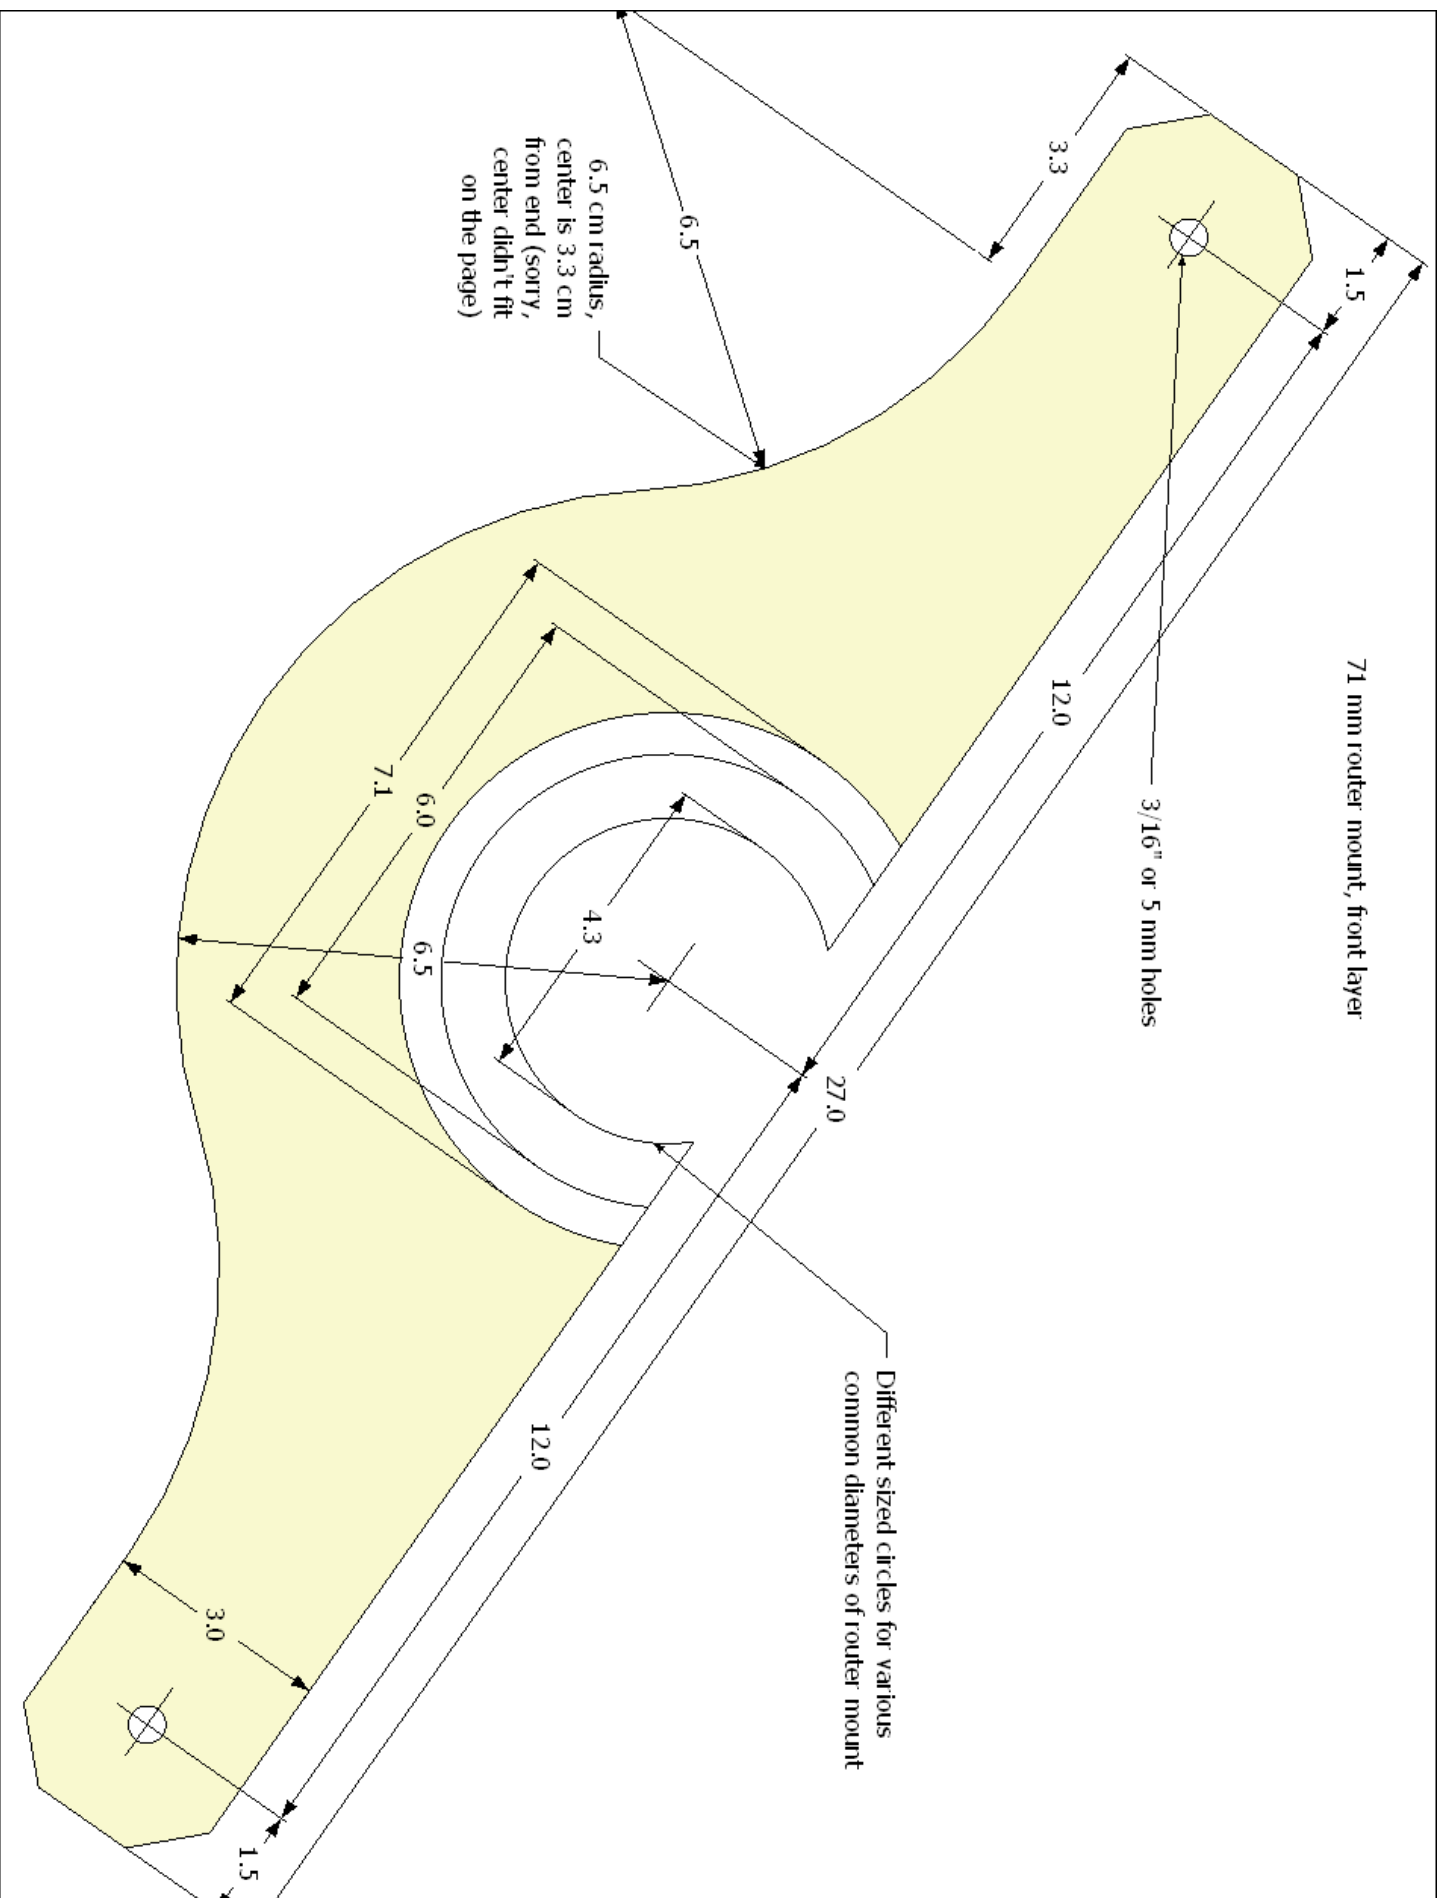 71 mm router mount, front layer
1.5
3/16" or 5 mm holes
12.0
3.3
27.0
6.5
6.5 cm radius,
center is 3.3 cm
from end (sorry,
center didn't fit
on the page)
4.3
6.0
7.1
6.5
Different sized circles for various
common diameters of router mount
12.0
3.0
1.5